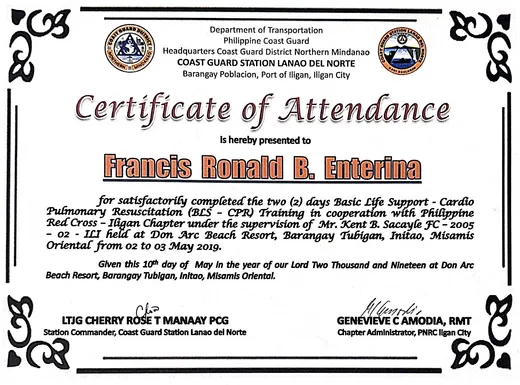 Department of Transportation
Philippine Coast Guard
Headquarters Coast Guard District Northern Mindanao
COAST GUARD STATION LANAO DEL NORTE
Barangay Poblacion, Port of Iligan, Iligan City
Certificate of Attendance
is hereby presented to
Francis Ronald B. Enterina
for satisfactorily completed the two (2) days Basic Life Support - Cardio
Pulmonary Resuscitation (BLS - CPR) Training in cooperation with Philippine
Red Cross - Iligan Chapter under the supervision of Mr. Kent B. Sacayle FC - 2005
- 02 - ILI held at Don Arc Beach Resort, Barangay Tubigan, Initao, Misamis
Oriental from 02 to 03 May 2019.
Given this 10th day of May in the year of our Lord Two Thousand and Nineteen at Don Arc
Beach Resort, Barangay Tubigan, Initao, Misamis Oriental.
LTJG CHERRY ROSE T MANAAY PCG
Station Commander, Coast Guard Station Lanao del Norte
GENEVIEVE C AMODIA, RMT
Chapter Administrator, PNRC Iligan City